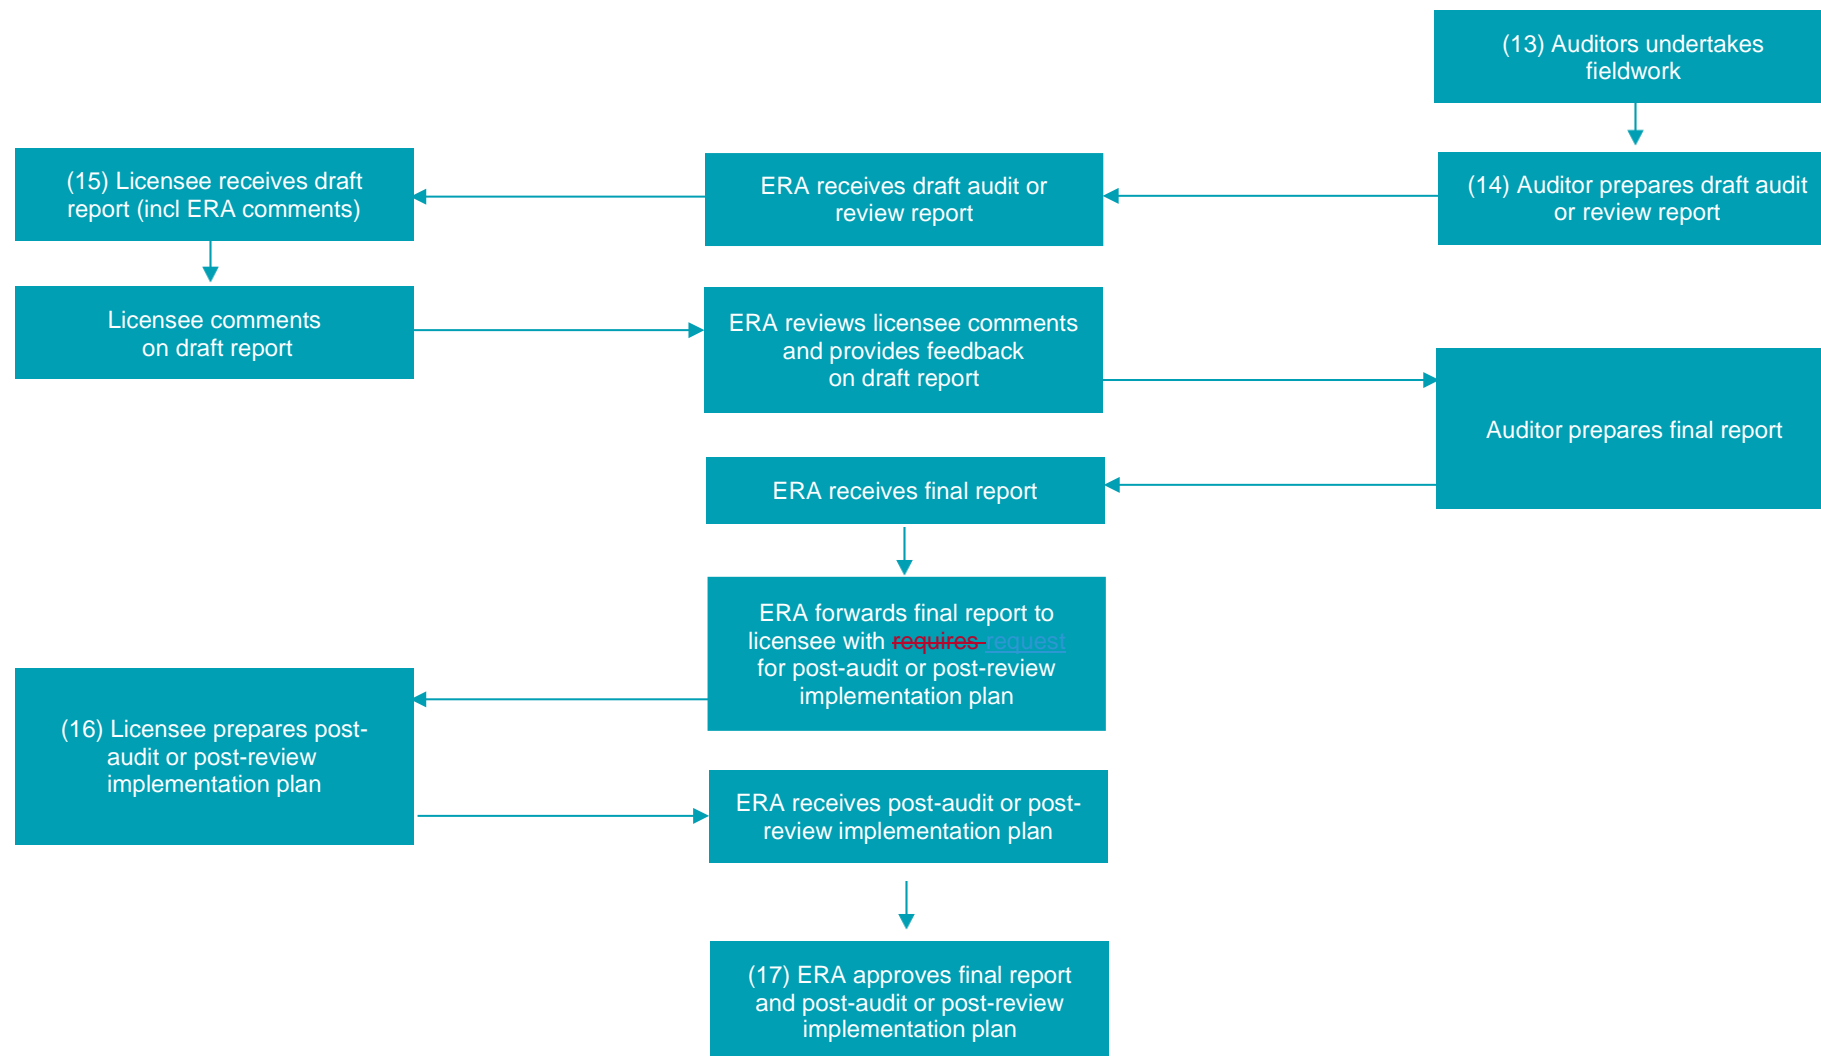 (13) Auditors undertakes
fieldwork
(15) Licensee receives draft
report (incl ERA comments)
ERA receives draft audit or
review report
(14) Auditor prepares draft audit
or review report
Licensee comments
on draft report
ERA reviews licensee comments
and provides feedback
on draft report
Auditor prepares final report
ERA receives final report
ERA forwards final report to
licensee with requires request
for post-audit or post-review
implementation plan
(16) Licensee prepares post-
audit or post-review
implementation plan
ERA receives post-audit or post-
review implementation plan
(17) ERA approves final report
and post-audit or post-review
implementation plan